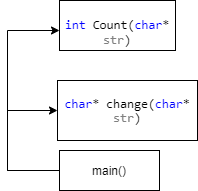 int Count(char*
str)
char* change(char*
str)
main()